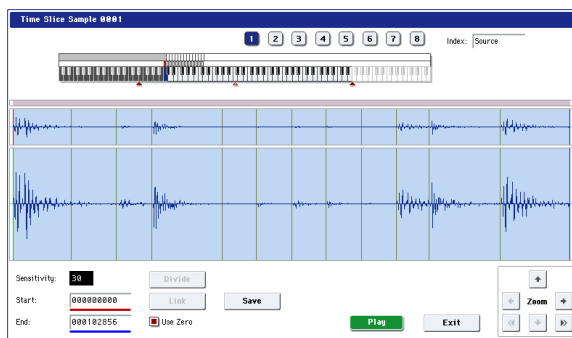 Time Slice Sample 0001
1 2 3 4 5 6 7 8 Index: Source
Sensitivity: 30 Divide
Start: 000000000 Link Save
Zoom
End: 000102856 Use Zero Play Exit